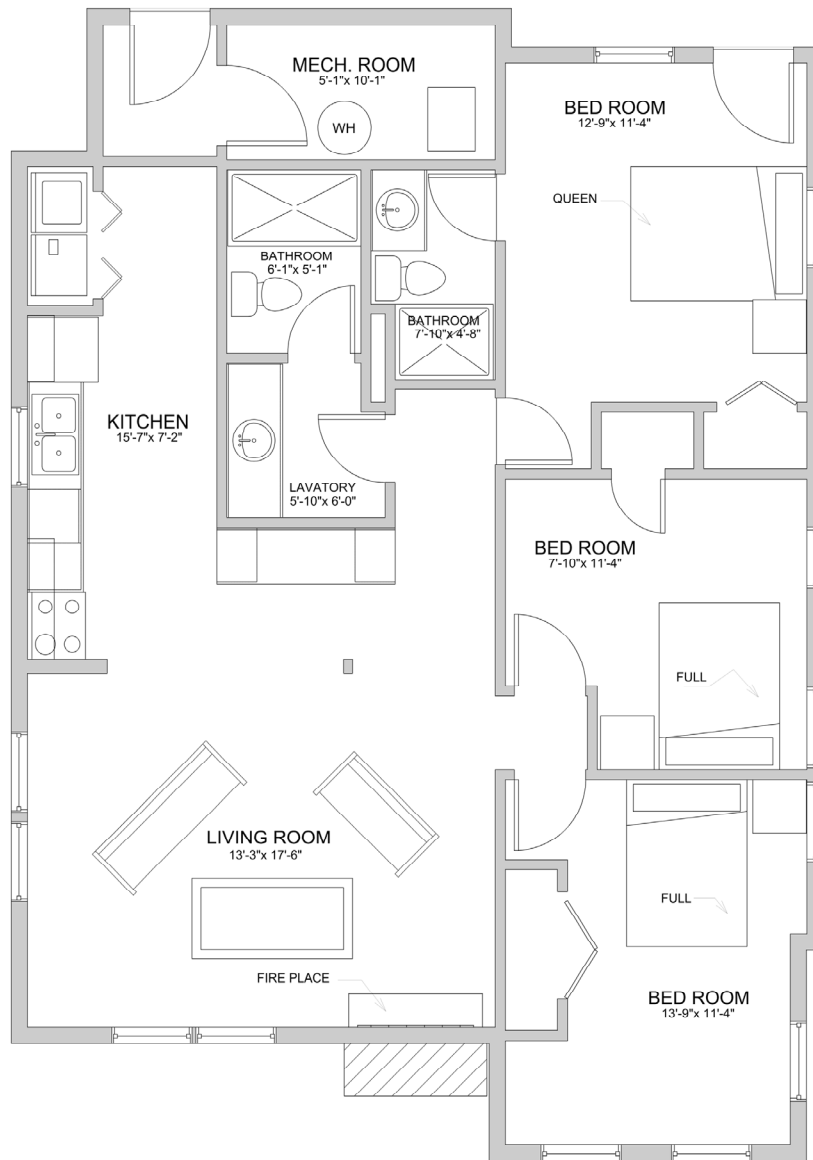 MECH. ROOM
5'-1"x 10'-1"
WH
BED ROOM
12'-9"x 11'-4"
QUEEN
BATHROOM
6'-1"x 5'-1"
BATHROOM
7'-10"x 4'-8"
KITCHEN
15'-7"x 7'-2"
LAVATORY
5'-10"x 6'-0"
BED ROOM
7'-10"x 11'-4"
FULL
LIVING ROOM
13'-3"x 17'-6"
FULL
FIRE PLACE
BED ROOM
13'-9"x 11'-4"